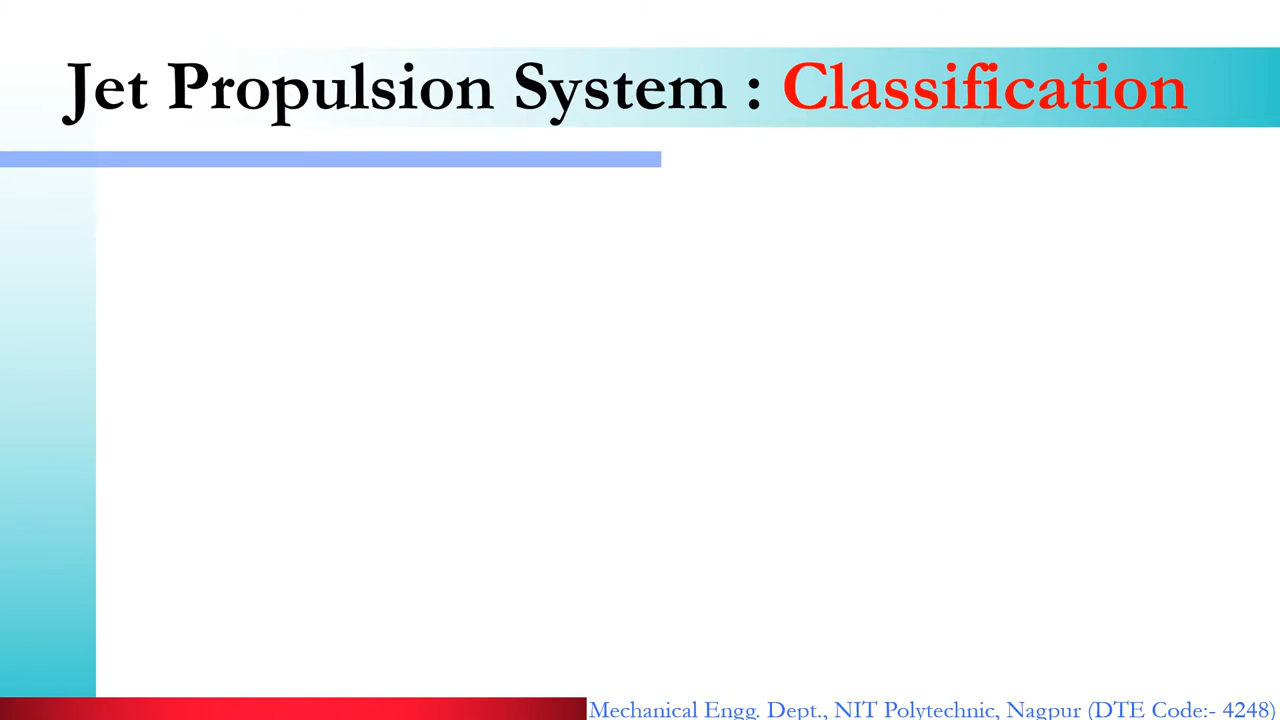 Jet Propulsion System : Classification
Mechanical Engg. Dept., NIT Polytechnic, Nagpur (DTE Code:- 4248)